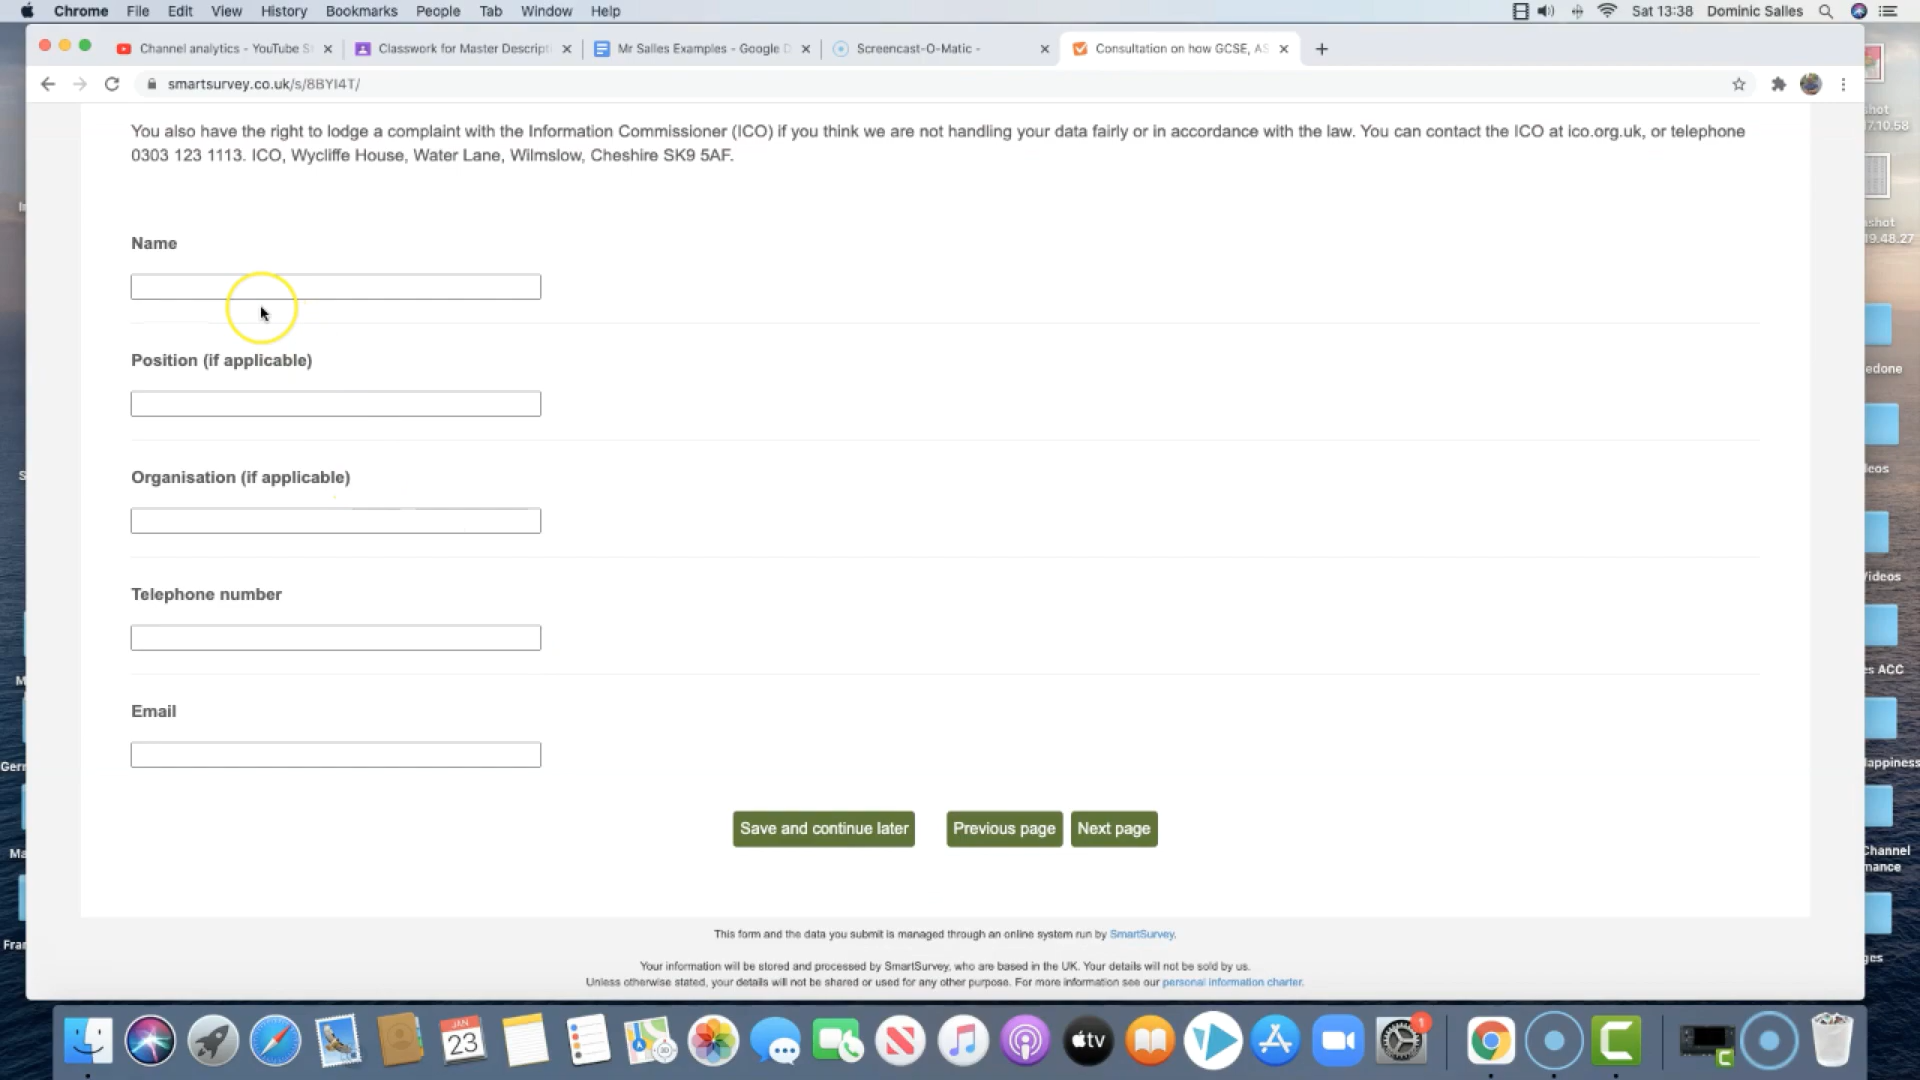 Chrome File Edit View History Bookmarks People Tab Window Help
Sat 13:38 Dominic Salles
Channel analytics - YouTube S
Classwork for Master Descript
Mr Salles Examples - Google D
Screencast-O-Matic -
Consultation on how GCSE, AS
smartsurvey.co.uk/s/8BYI4T/
You also have the right to lodge a complaint with the Information Commissioner (ICO) if you think we are not handling your data fairly or in accordance with the law. You can contact the ICO at ico.org.uk, or telephone
0303 123 1113. ICO, Wycliffe House, Water Lane, Wilmslow, Cheshire SK9 5AF.
Name
Position (if applicable)
Organisation (if applicable)
Telephone number
Email
Save and continue later
Previous page
Next page
This form and the data you submit is managed through an online system run by SmartSurvey.
Your information will be stored and processed by SmartSurvey, who are based in the UK. Your details will not be sold by us.
Unless otherwise stated, your details will not be shared or used for any other purpose. For more information see our personal information charter.
JAN
23
tv
1